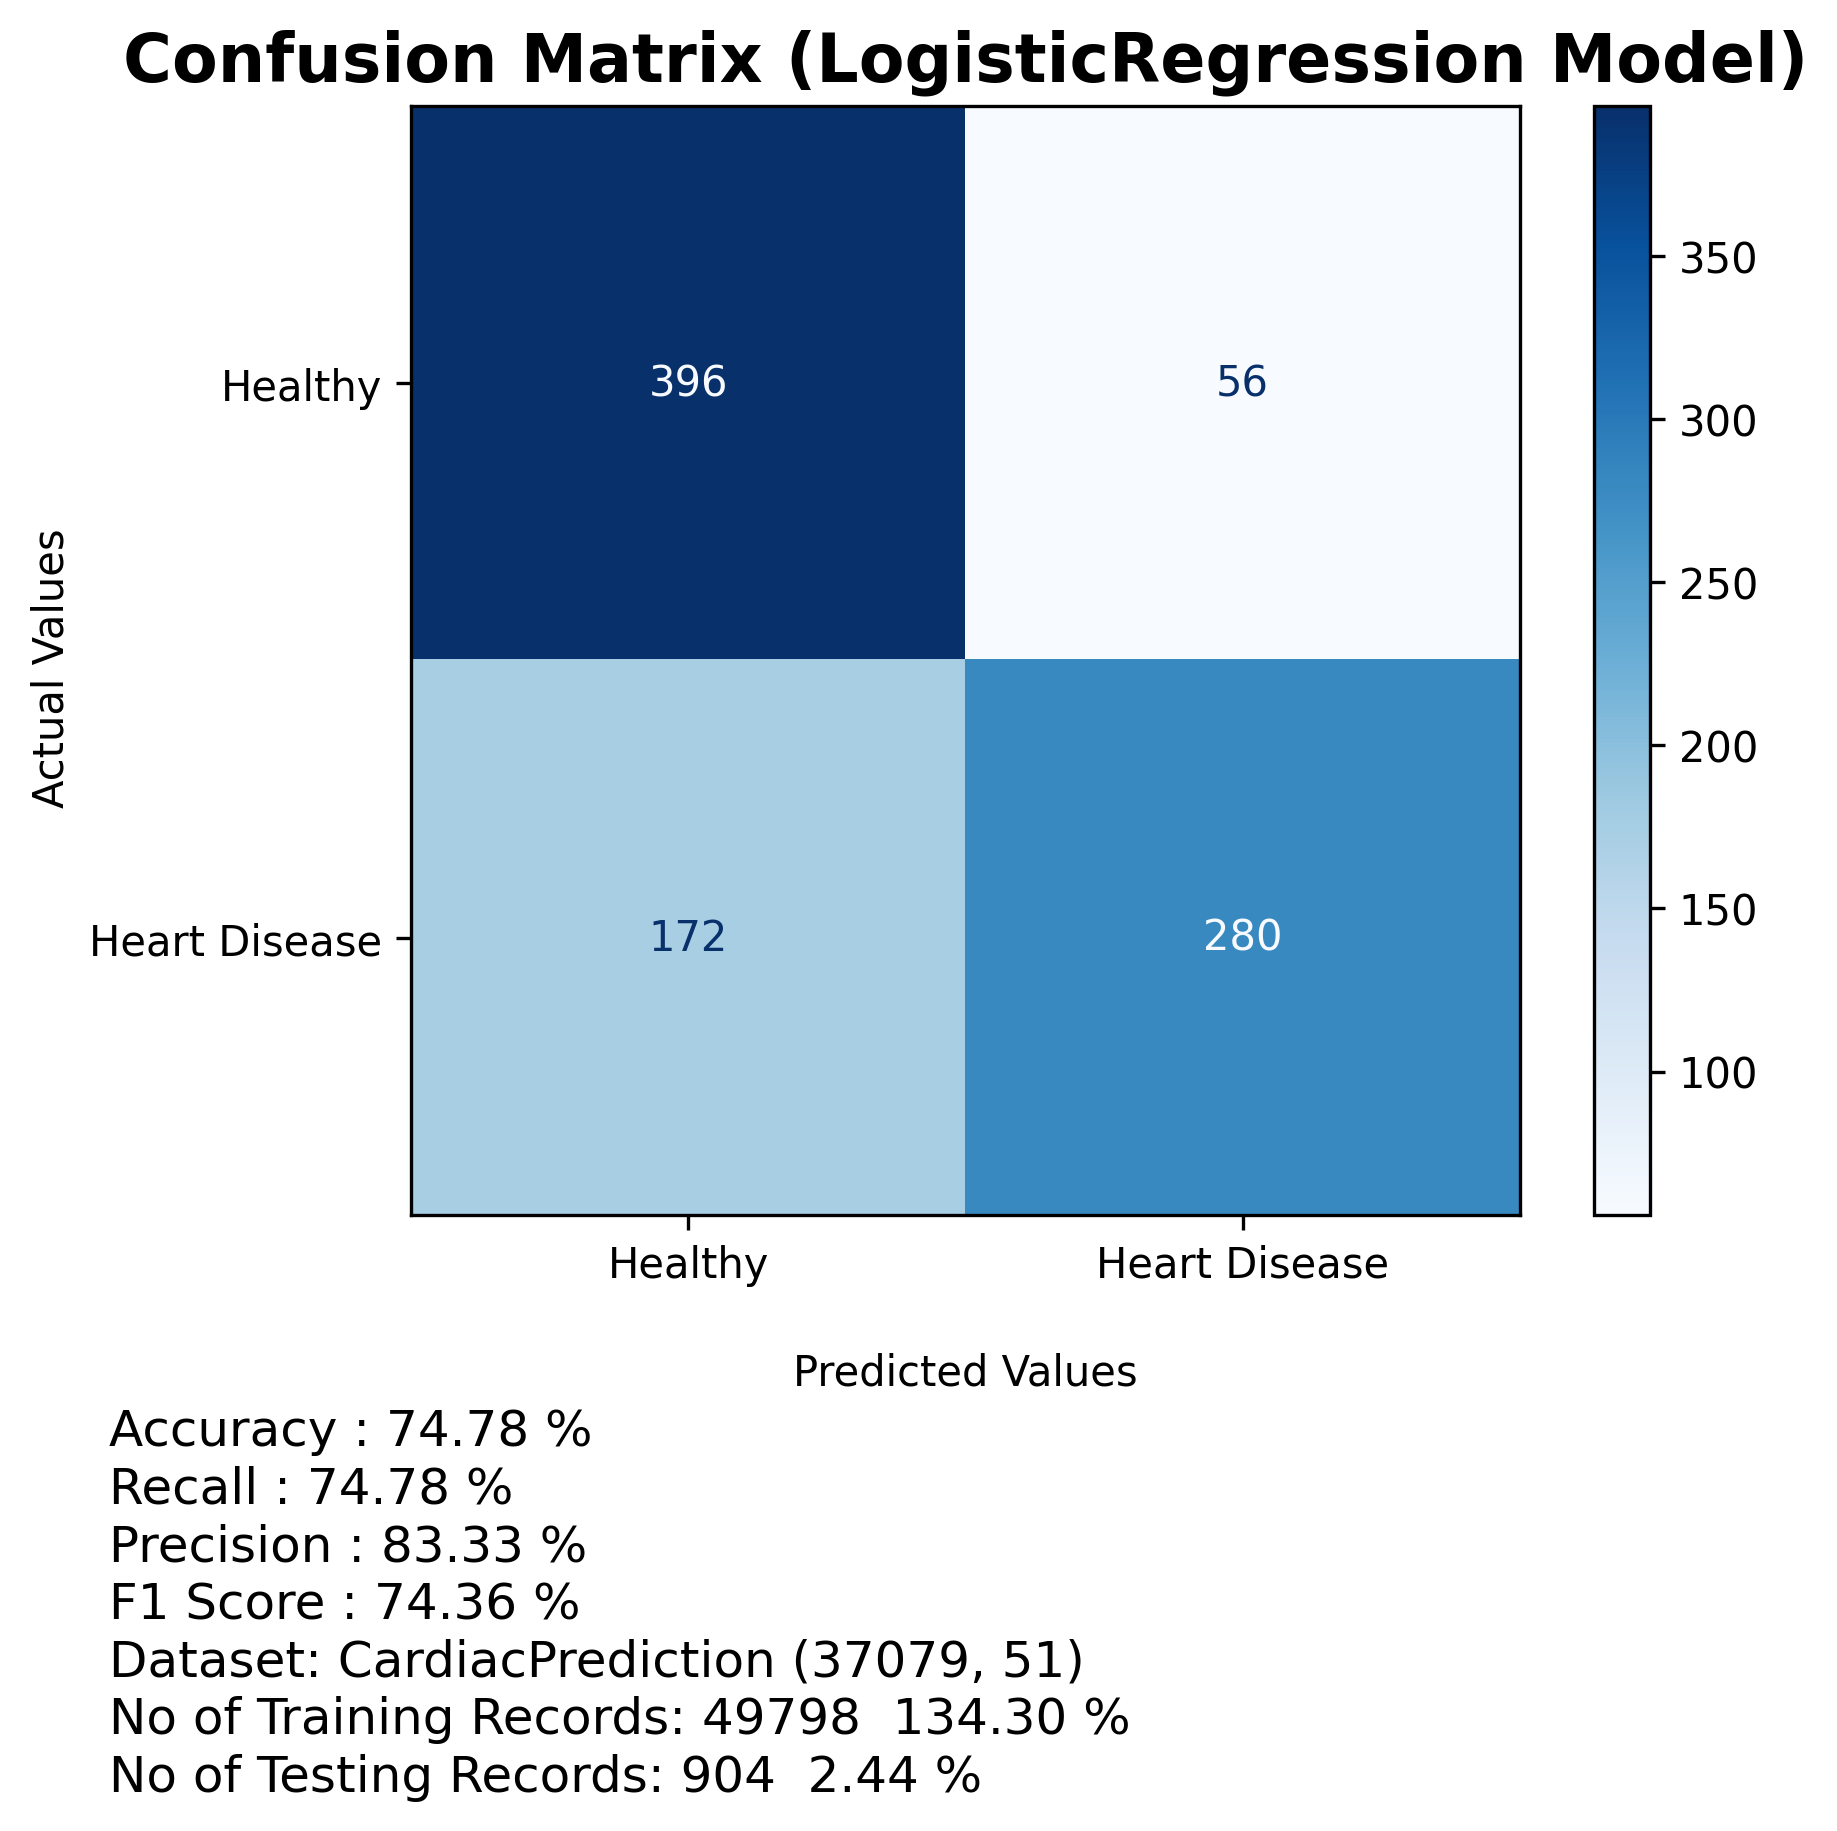 Confusion Matrix (LogisticRegression Model)
Actual Values
Healthy
396
56
Heart Disease
172
280
Healthy
Heart Disease
Predicted Values
350
300
250
200
150
100
Accuracy : 74.78 %
Recall : 74.78 %
Precision : 83.33 %
F1 Score : 74.36 %
Dataset: CardiacPrediction (37079, 51)
No of Training Records: 49798  134.30 %
No of Testing Records: 904  2.44 %